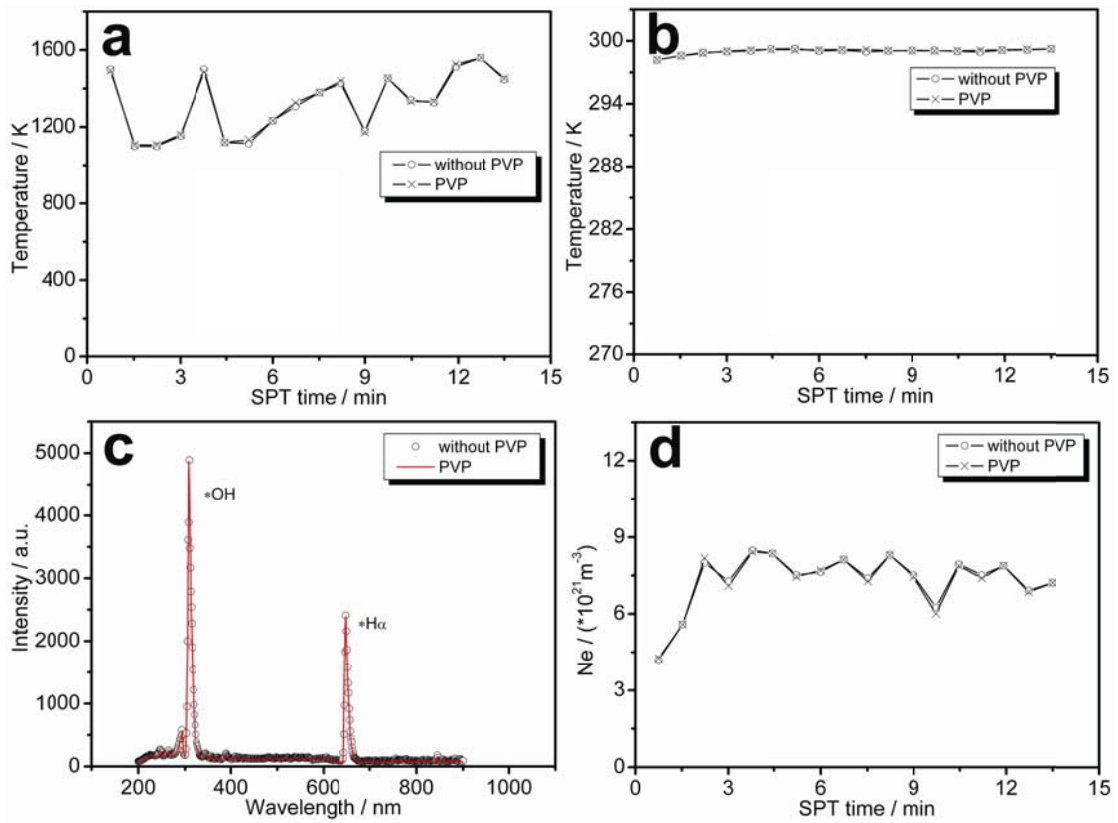 a
1600
1200
800
400
0
Temperature / K
without PVP
PVP
0 3 6 9 12 15
SPT time / min
b
300
294
288
282
276
270
Temperature / K
without PVP
PVP
0 3 6 9 12 15
SPT time / min
c
5000
4000
3000
2000
1000
0
Intensity / a.u.
without PVP
PVP
*OH
*Hα
200 400 600 800 1000
Wavelength / nm
d
12
9
6
3
0
Ne / (*10²¹m⁻³)
without PVP
PVP
0 3 6 9 12 15
SPT time / min